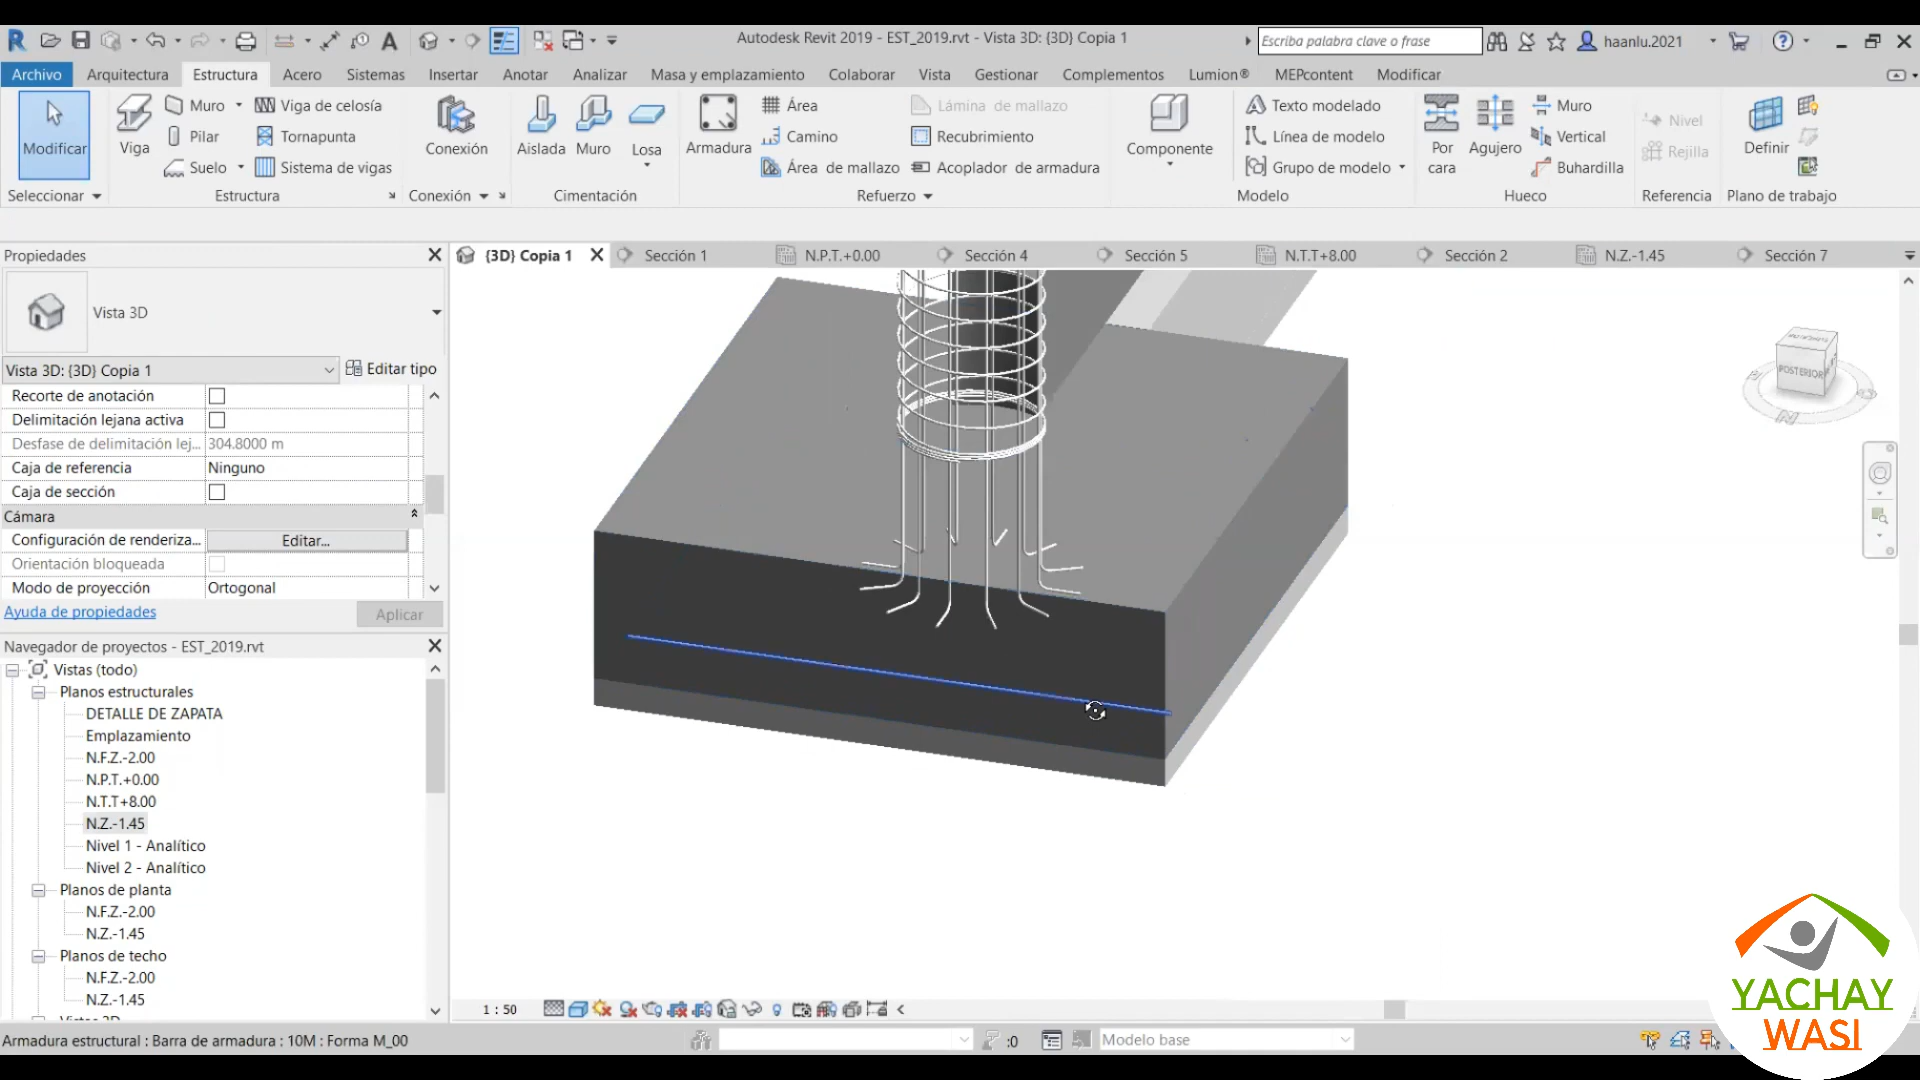 Autodesk Revit 2019 - EST_2019.rvt - Vista 3D: {3D} Copia 1
Escriba palabra clave o frase
haanlu.2021
Archivo Arquitectura Estructura Acero Sistemas Insertar Anotar Analizar Masa y emplazamiento Colaborar Vista Gestionar Complementos Lumion® MEPcontent Modificar
Modificar
Viga
Muro
Pilar
Suelo
Viga de celosía
Tornapunta
Sistema de vigas
Conexión
Aislada
Muro
Losa
Armadura
Área
Camino
Área de mallazo
Lámina de mallazo
Recubrimiento
Acoplador de armadura
Componente
Texto modelado
Línea de modelo
Grupo de modelo
Por cara
Agujero
Muro
Vertical
Buhardilla
Nivel
Rejilla
Definir
Seleccionar Estructura Conexión Cimentación Refuerzo Modelo Hueco Referencia Plano de trabajo
Propiedades
{3D} Copia 1 Sección 1 N.P.T.+0.00 Sección 4 Sección 5 N.T.T+8.00 Sección 2 N.Z.-1.45 Sección 7
Vista 3D
Vista 3D: {3D} Copia 1 Editar tipo
Recorte de anotación
Delimitación lejana activa
Desfase de delimitación lej... 304.8000 m
Caja de referencia Ninguno
Caja de sección
Cámara
Configuración de renderiza... Editar...
Orientación bloqueada
Modo de proyección Ortogonal
Ayuda de propiedades Aplicar
POSTERIOR
N
Navegador de proyectos - EST_2019.rvt
Vistas (todo)
Planos estructurales
DETALLE DE ZAPATA
Emplazamiento
N.F.Z.-2.00
N.P.T.+0.00
N.T.T+8.00
N.Z.-1.45
Nivel 1 - Analítico
Nivel 2 - Analítico
Planos de planta
N.F.Z.-2.00
N.Z.-1.45
Planos de techo
N.F.Z.-2.00
N.Z.-1.45
1 : 50
Armadura estructural : Barra de armadura : 10M : Forma M_00
:0
Modelo base
YACHAY
WASI